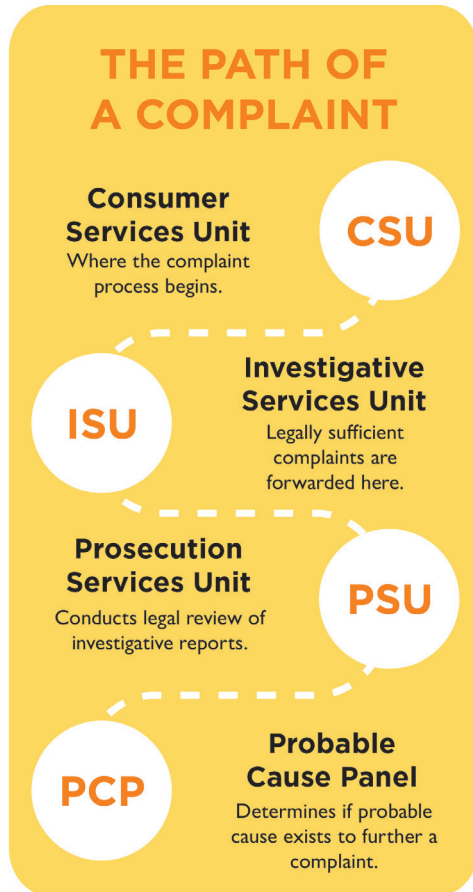 THE PATH OF
A COMPLAINT
Consumer
Services Unit
Where the complaint
process begins.
CSU
ISU
Investigative
Services Unit
Legally sufficient
complaints are
forwarded here.
Prosecution
Services Unit
Conducts legal review of
investigative reports.
PSU
PCP
Probable
Cause Panel
Determines if probable
cause exists to further a
complaint.